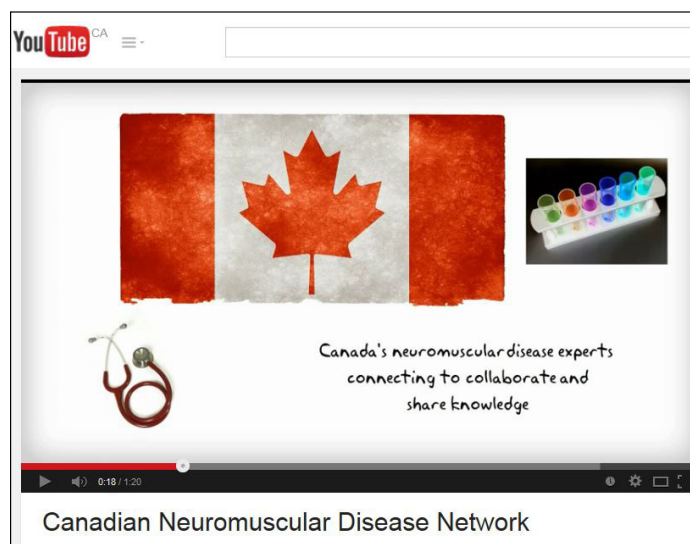 YouTube CA
Canada's neuromuscular disease experts
connecting to collaborate and
share knowledge
0:18 / 1:20
Canadian Neuromuscular Disease Network